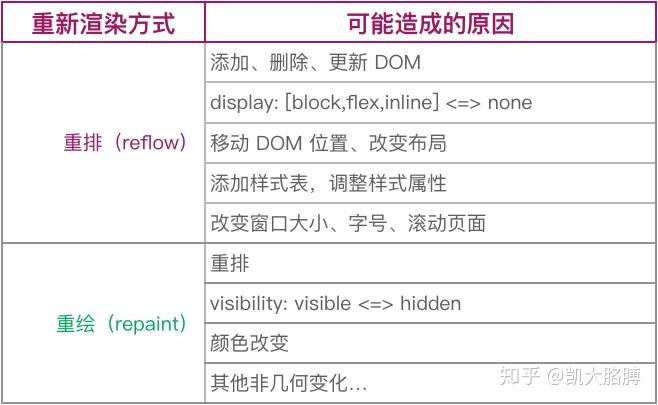 重新渲染方式 可能造成的原因
添加、删除、更新 DOM
display: [block,flex,inline] <=> none
重排（reflow） 移动 DOM 位置、改变布局
添加样式表，调整样式属性
改变窗口大小、字号、滚动页面
重排
visibility: visible <=> hidden
重绘（repaint）
颜色改变
其他非几何变化...
知乎 @凯大胳膊